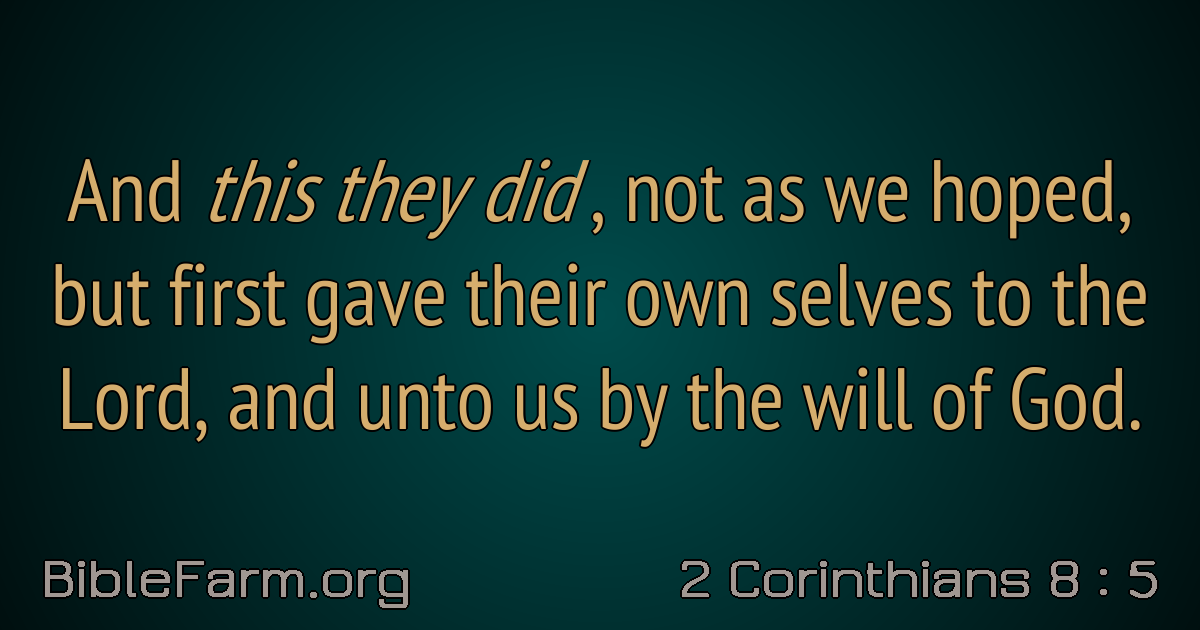 And this they did , not as we hoped,
but first gave their own selves to the
Lord, and unto us by the will of God.
BibleFarm.org
2 Corinthians 8 : 5